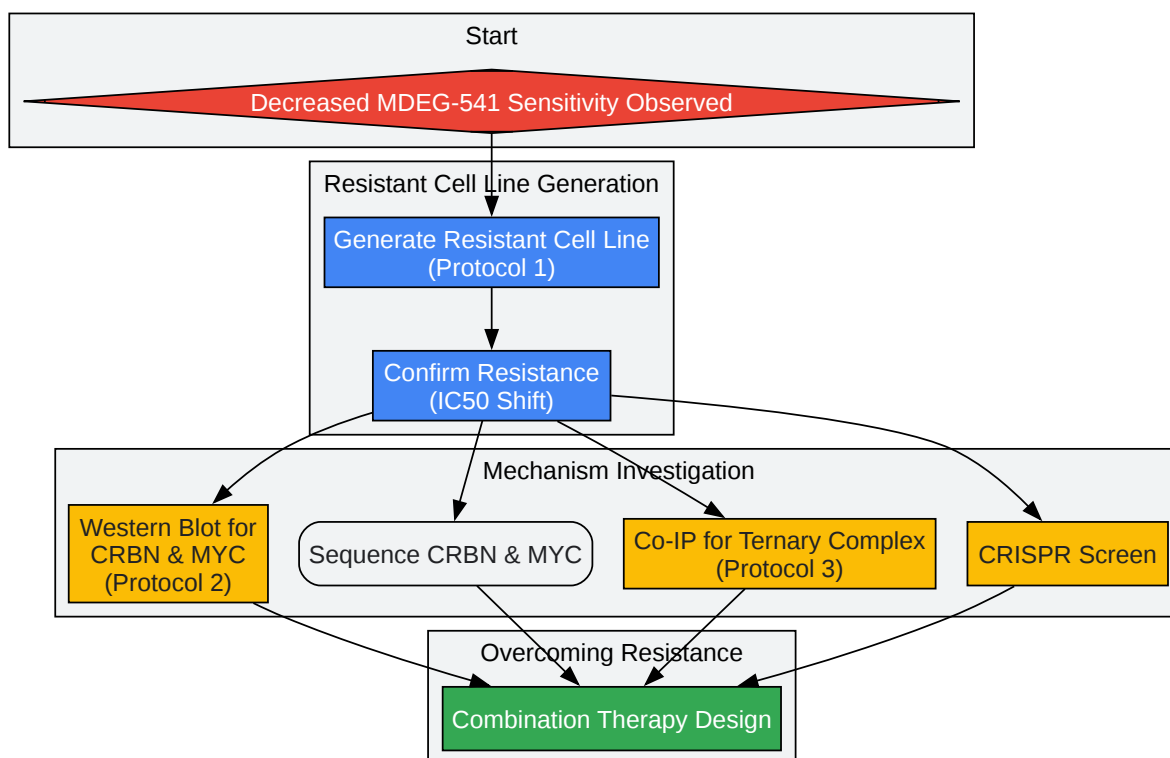 Start
Decreased MDEG-541 Sensitivity Observed
Resistant Cell Line Generation
Generate Resistant Cell Line
(Protocol 1)
Confirm Resistance
(IC50 Shift)
Mechanism Investigation
Western Blot for
CRBN & MYC
(Protocol 2)
Sequence CRBN & MYC
Co-IP for Ternary Complex
(Protocol 3)
CRISPR Screen
Overcoming Resistance
Combination Therapy Design